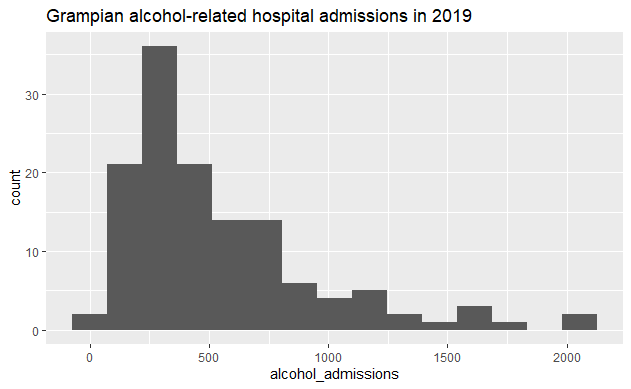 Grampian alcohol-related hospital admissions in 2019
30
20
10
0
count
0 500 1000 1500 2000
alcohol_admissions